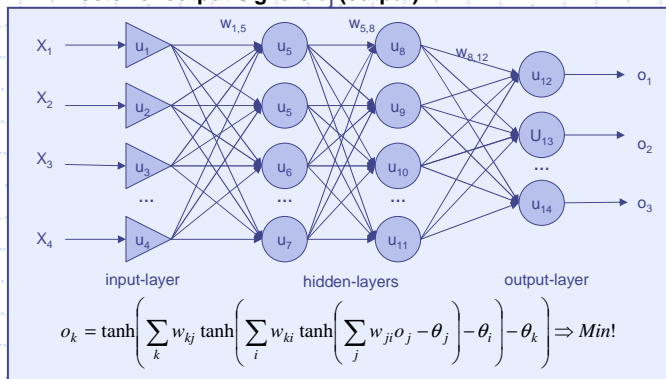 w1,5 w5,8
X1 u1 u5 u8 w8,12
u12 o1
X2 u2 u5 u9
U13 o2
X3 u3 u6 u10
... ... ... ...
u14 o3
X4 u4 u7 u11
input-layer hidden-layers output-layer
o_k = tanh( ∑_k w_kj tanh( ∑_i w_ki tanh( ∑_j w_ji o_j − θ_j ) − θ_i ) − θ_k ) ⇒ Min!